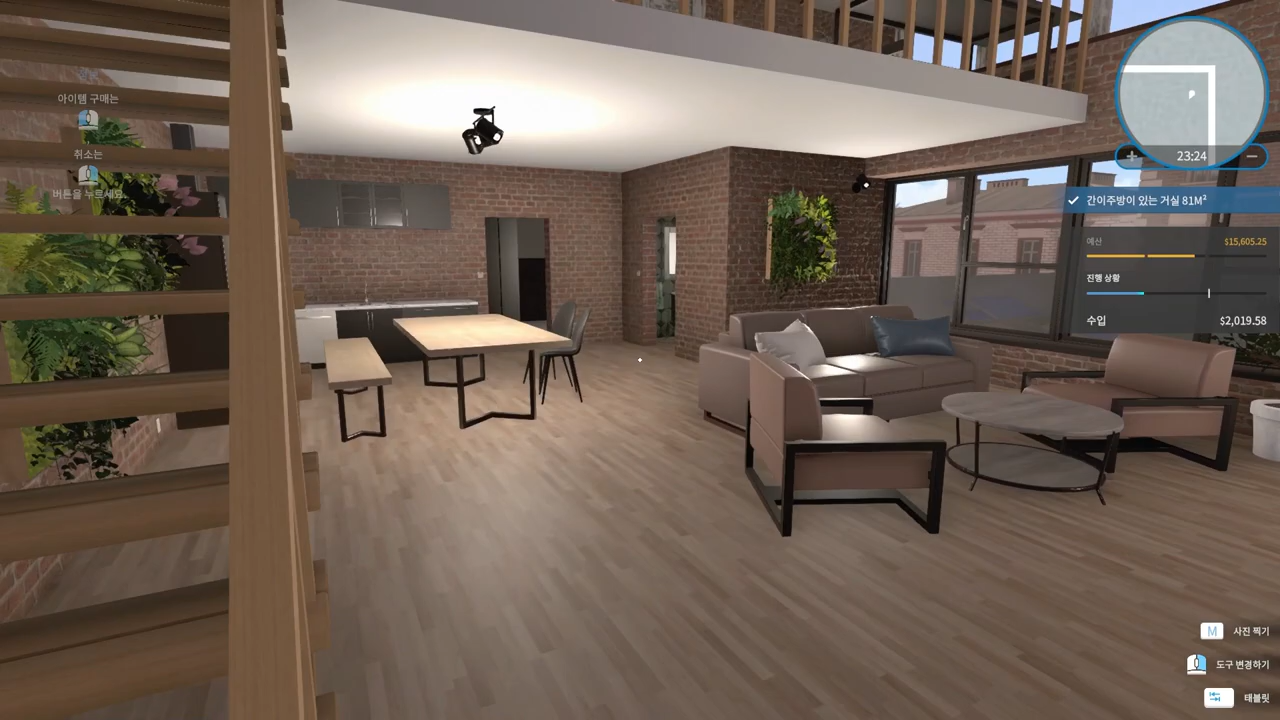 아이템 구매는
취소는
버튼을 누르세요.
+
23:24
−
간이주방이 있는 거실 81M²
예산
$15,605.25
진행 상황
수입
$2,019.58
M
사진 찍기
도구 변경하기
태블릿